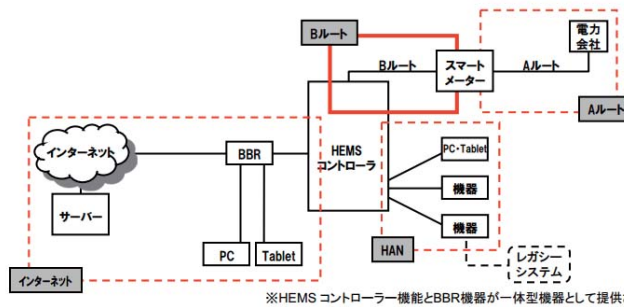 Bルート
電力
会社
Bルート
スマート
メーター
Aルート
Aルート
インターネット
BBR
HEMS
コントローラ
PC・Tablet
機器
サーバー
機器
PC
Tablet
HAN
レガシー
システム
インターネット
※HEMS コントローラー機能とBBR機器が一体型機器として提供